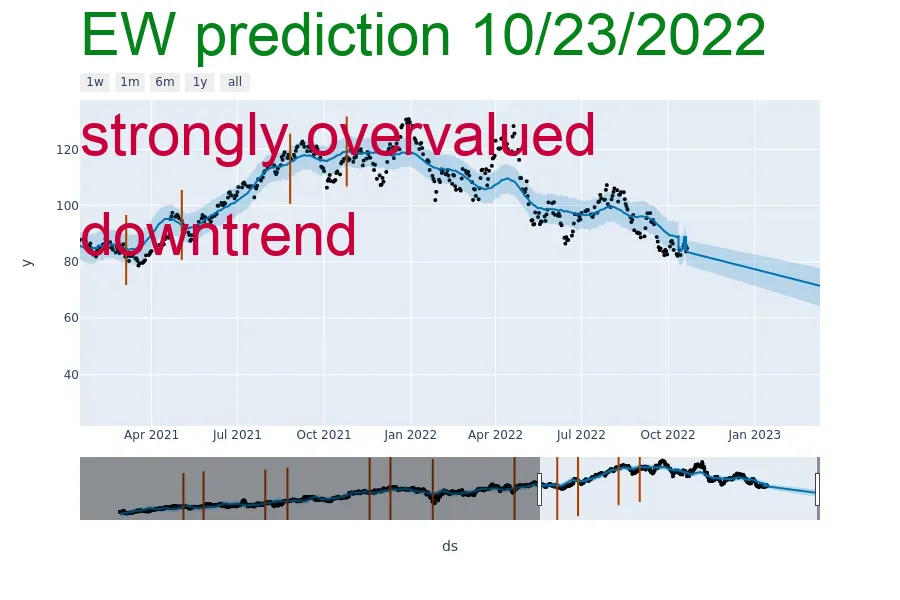 EW prediction 10/23/2022
1w 1m 6m 1y all
strongly overvalued
120
100
downtrend
y
80
60
40
Apr 2021 Jul 2021 Oct 2021 Jan 2022 Apr 2022 Jul 2022 Oct 2022 Jan 2023
ds